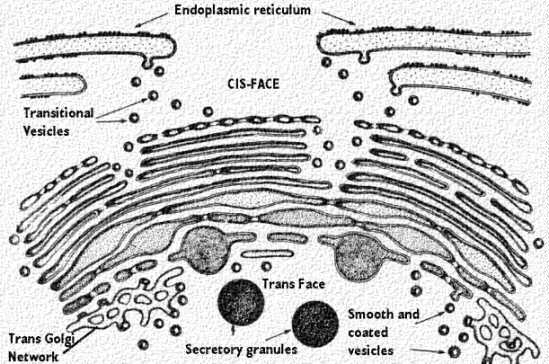 Endoplasmic reticulum
CIS-FACE
Transitional
Vesicles
Trans Face
Trans Golgi
Network
Secretory granules
Smooth and
coated
vesicles